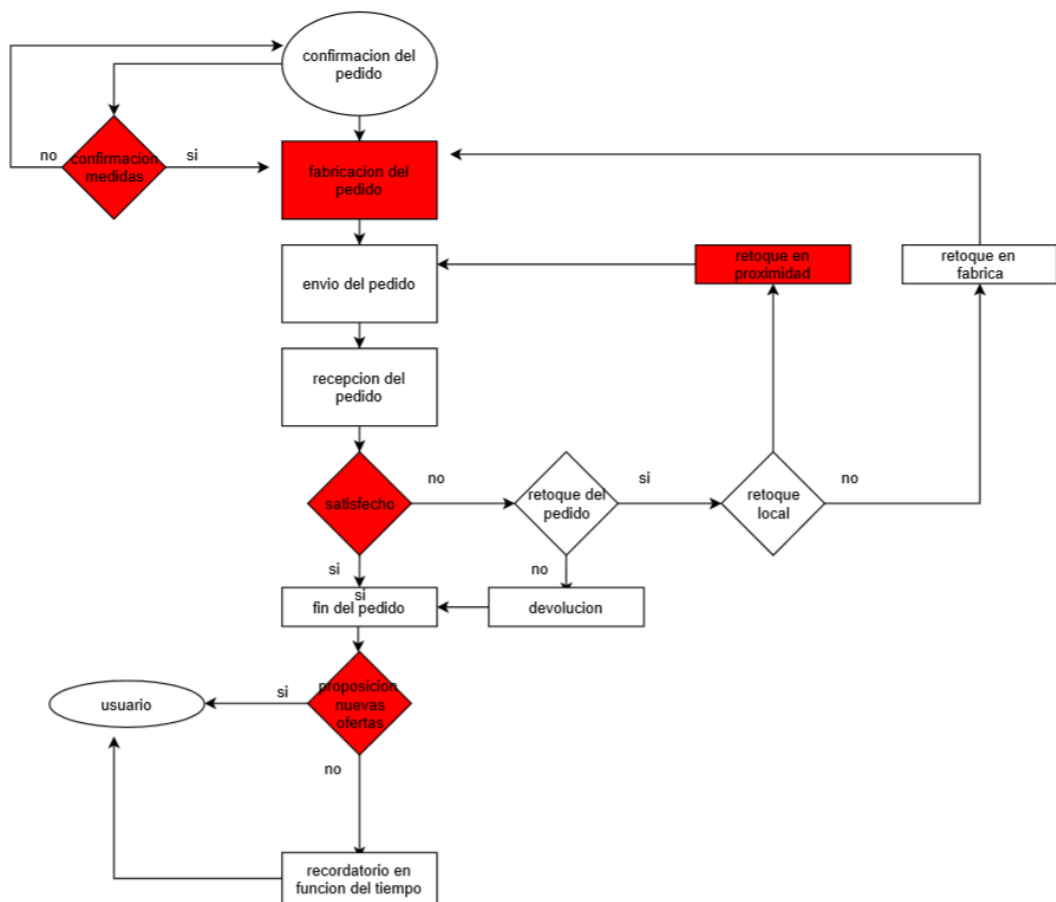 confirmacion del
pedido
no
confirmacion
medidas
si
fabricacion del
pedido
envio del pedido
retoque en
proximidad
retoque en
fabrica
recepcion del
pedido
satisfecho
no
retoque del
pedido
si
retoque
local
no
si
si
fin del pedido
no
devolucion
proposicion
nuevas
ofertas
si
usuario
no
recordatorio en
funcion del tiempo